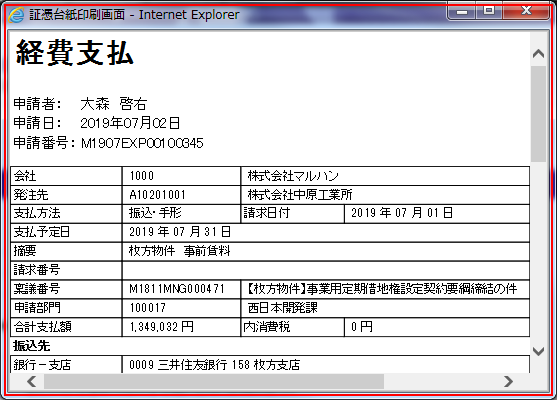 証憑台紙印刷画面 - Internet Explorer
経費支払
申請者： 大森 啓右
申請日： 2019年07月02日
申請番号：M1907EXP00100345
会社 1000 株式会社マルハン
発注先 A10201001 株式会社中原工業所
支払方法 振込・手形 請求日付 2019 年 07 月 01 日
支払予定日 2019 年 07 月 31 日
摘要 枚方物件 事前賃料
請求番号
稟議番号 M1811MNG000471 【枚方物件】事業用定期借地権設定契約要綱締結の件
申請部門 100017 西日本開発課
合計支払額 1,349,032 円 内消費税 0 円
振込先
銀行－支店 0009 三井住友銀行 158 枚方支店